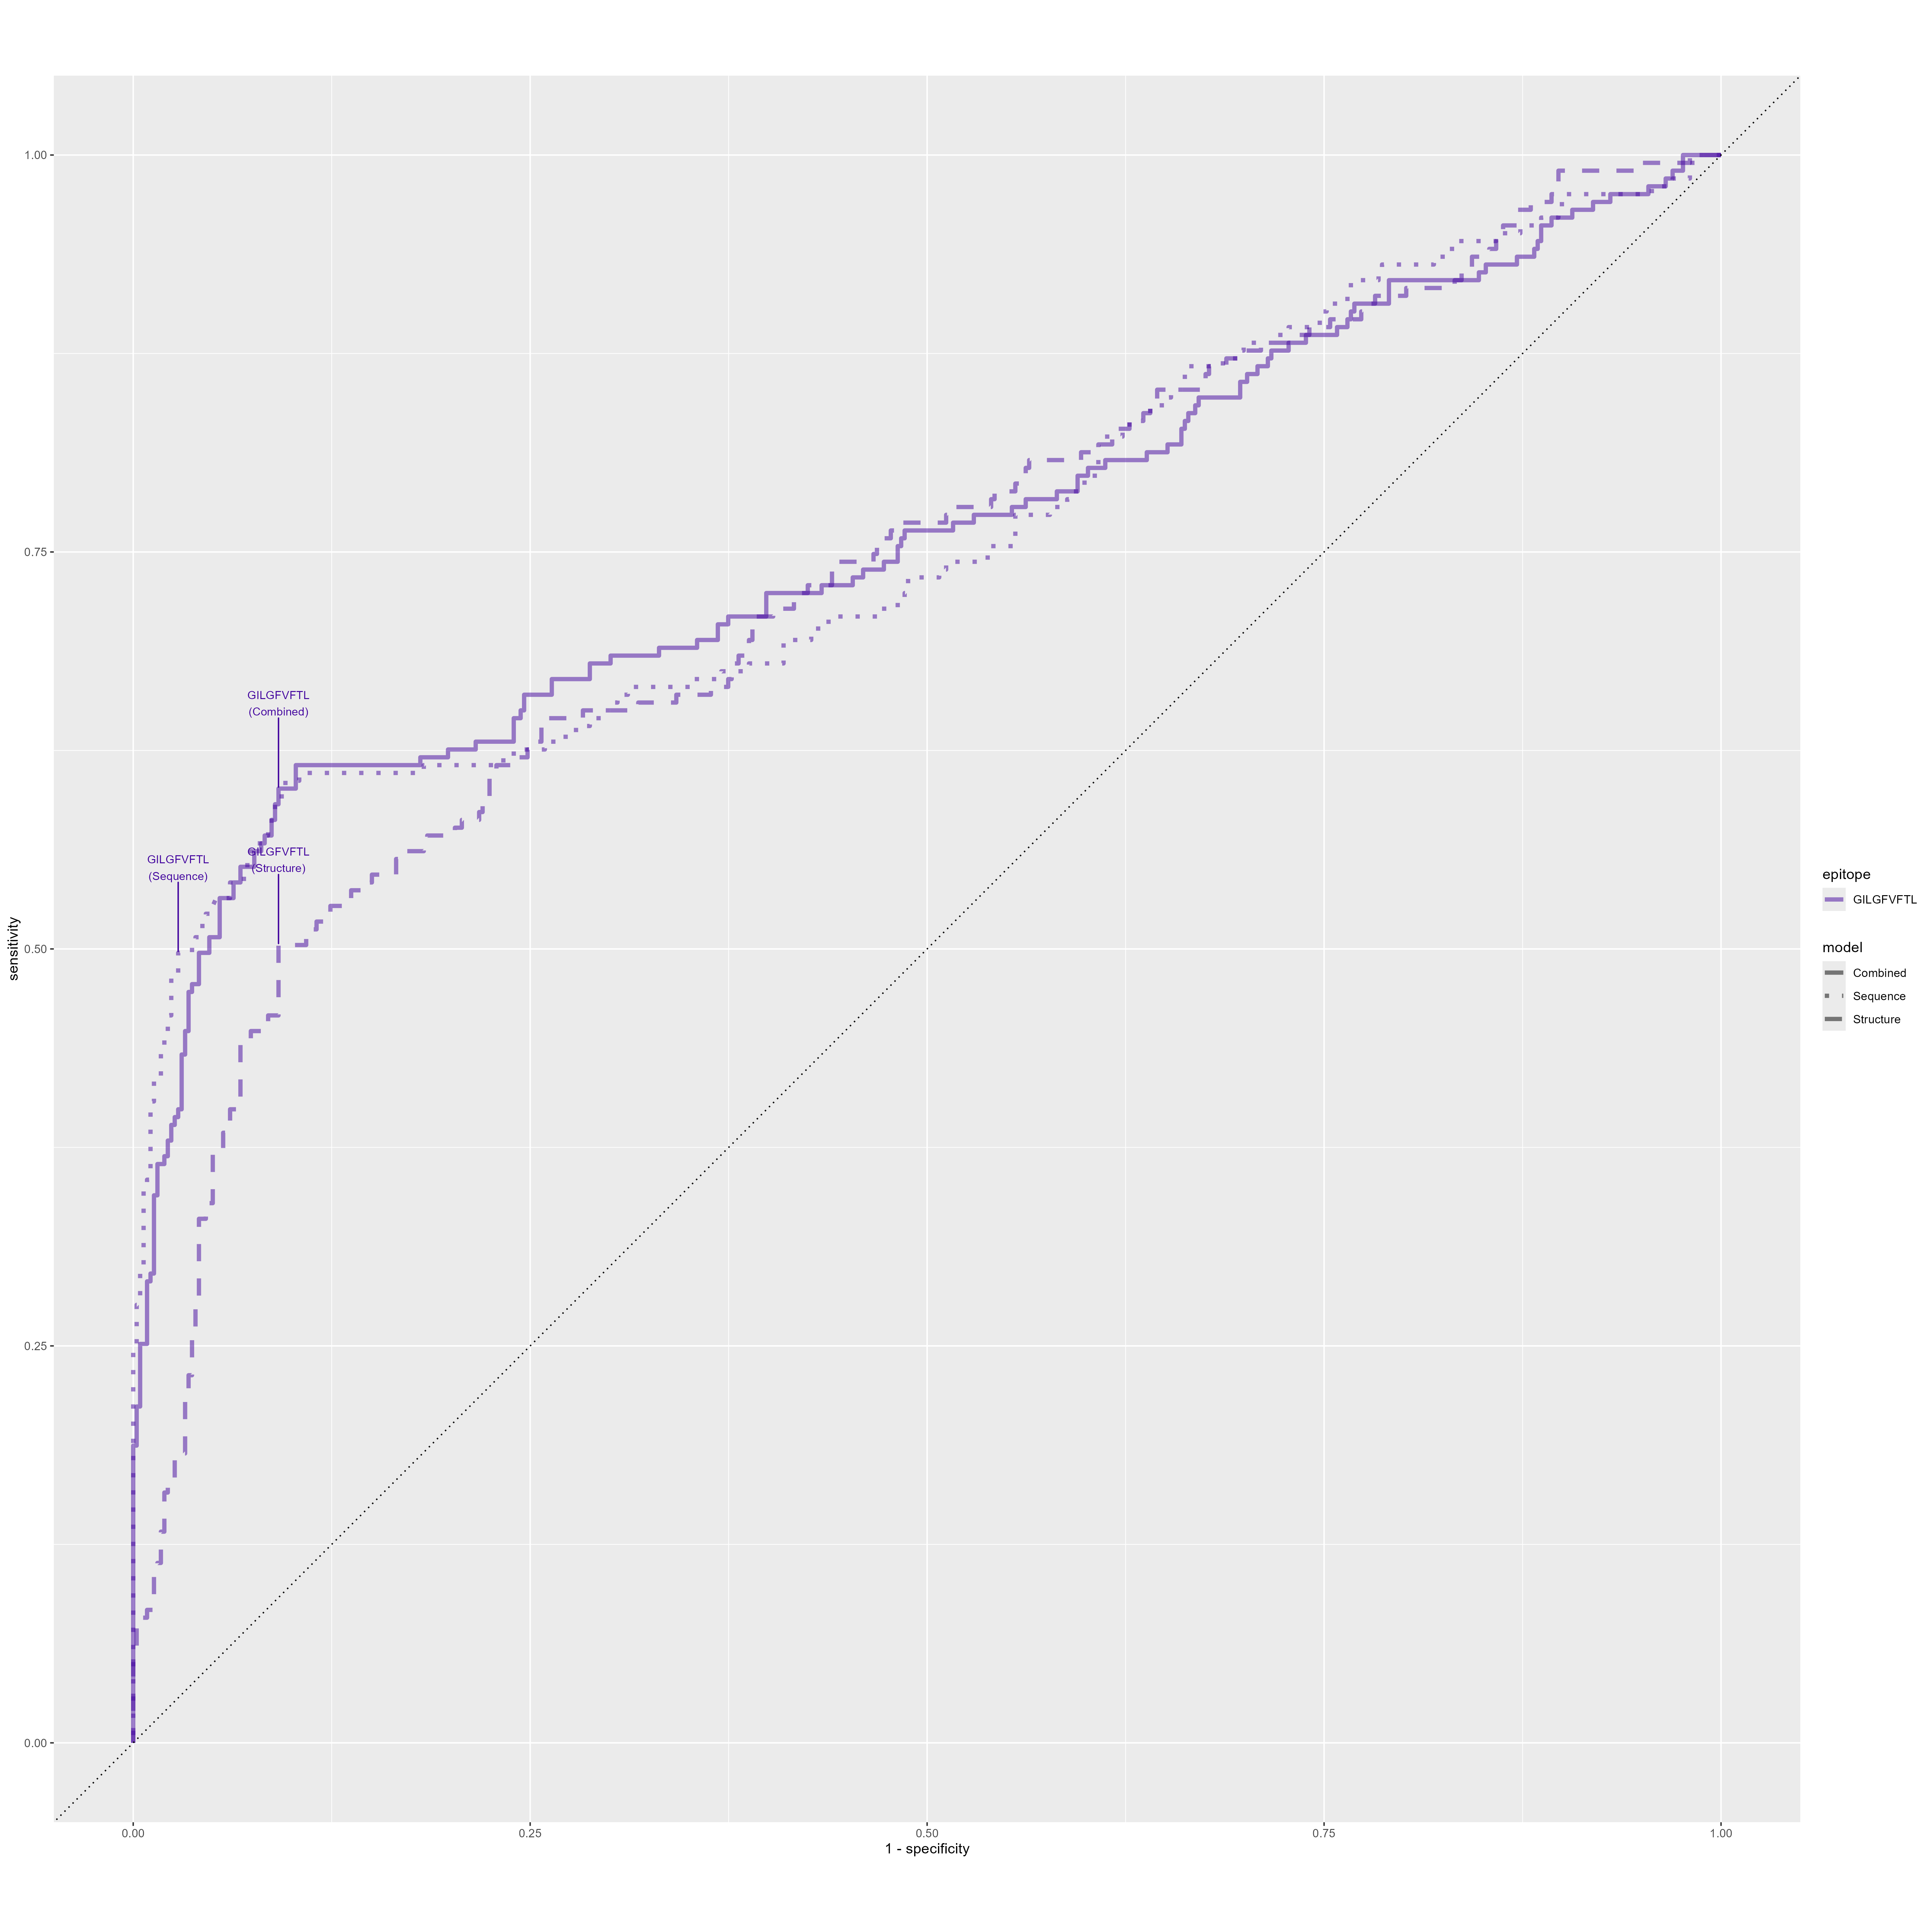 1.00
0.75
0.50
0.25
0.00
sensitivity
GILGFVFTL
(Combined)
GILGFVFTL
(Structure)
GILGFVFTL
(Sequence)
0.00
0.25
0.50
0.75
1.00
1 - specificity
epitope
GILGFVFTL
model
Combined
Sequence
Structure